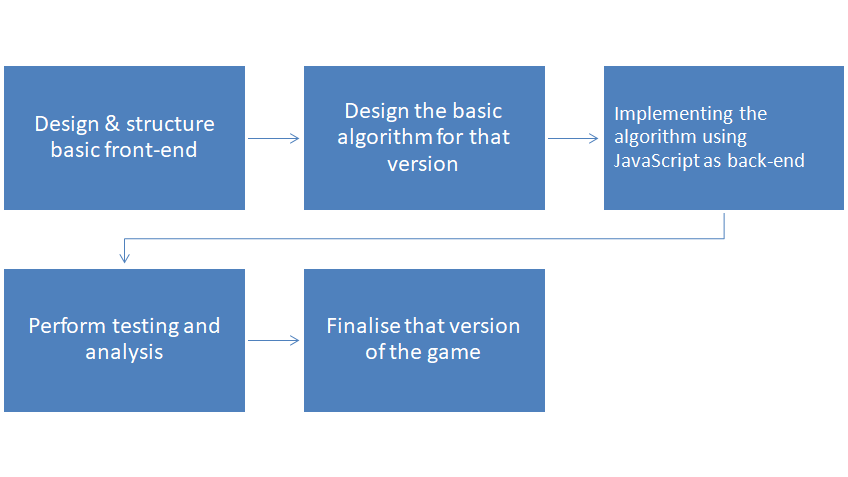 Design & structure
basic front-end
Design the basic
algorithm for that
version
Implementing the
algorithm using
JavaScript as back-end
Perform testing and
analysis
Finalise that version
of the game